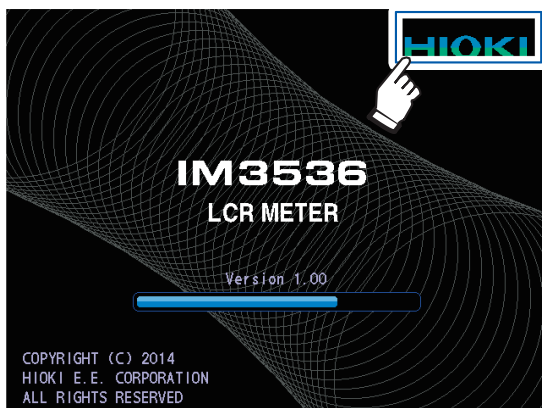 HIOKI
IM3536
LCR METER
Version 1.00
COPYRIGHT (C) 2014
HIOKI E.E. CORPORATION
ALL RIGHTS RESERVED